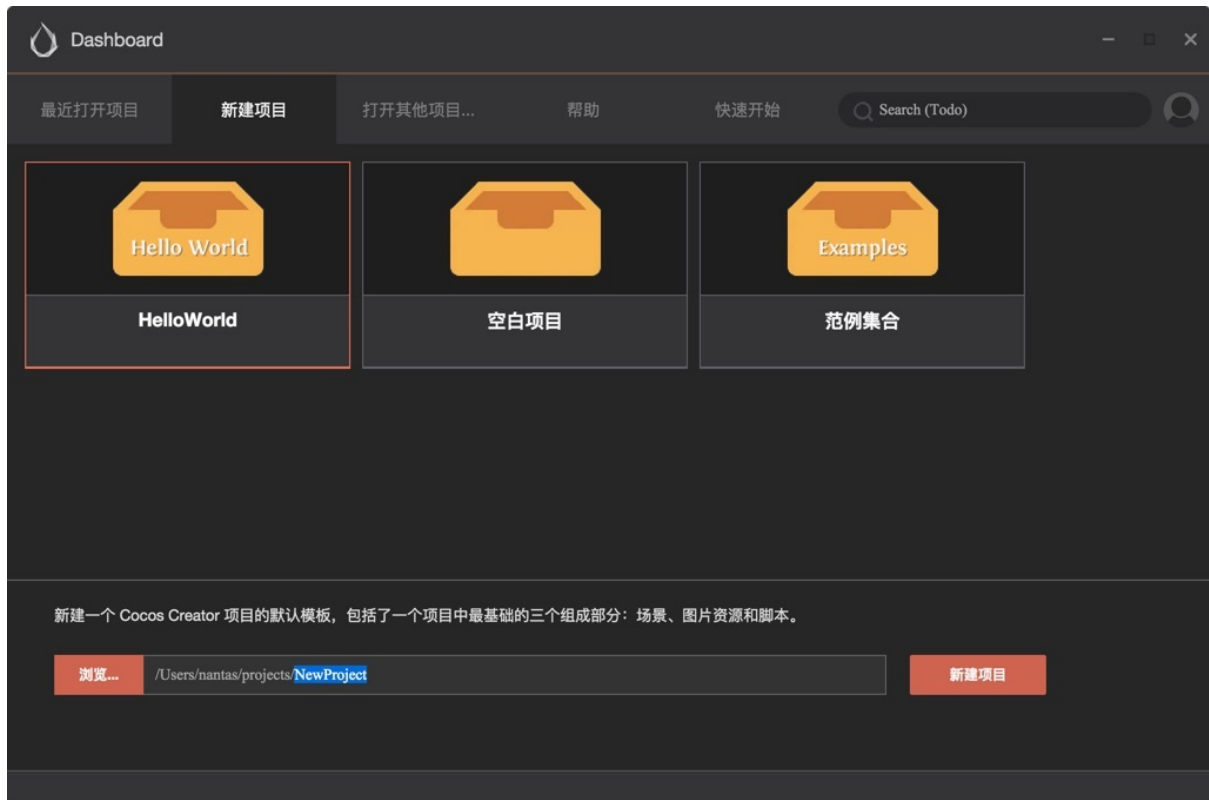 Dashboard
最近打开项目 新建项目 打开其他项目... 帮助 快速开始 Search (Todo)
Hello World Examples
HelloWorld 空白项目 范例集合
新建一个 Cocos Creator 项目的默认模板，包括了一个项目中最基础的三个组成部分：场景、图片资源和脚本。
浏览... /Users/nantas/projects/NewProject 新建项目